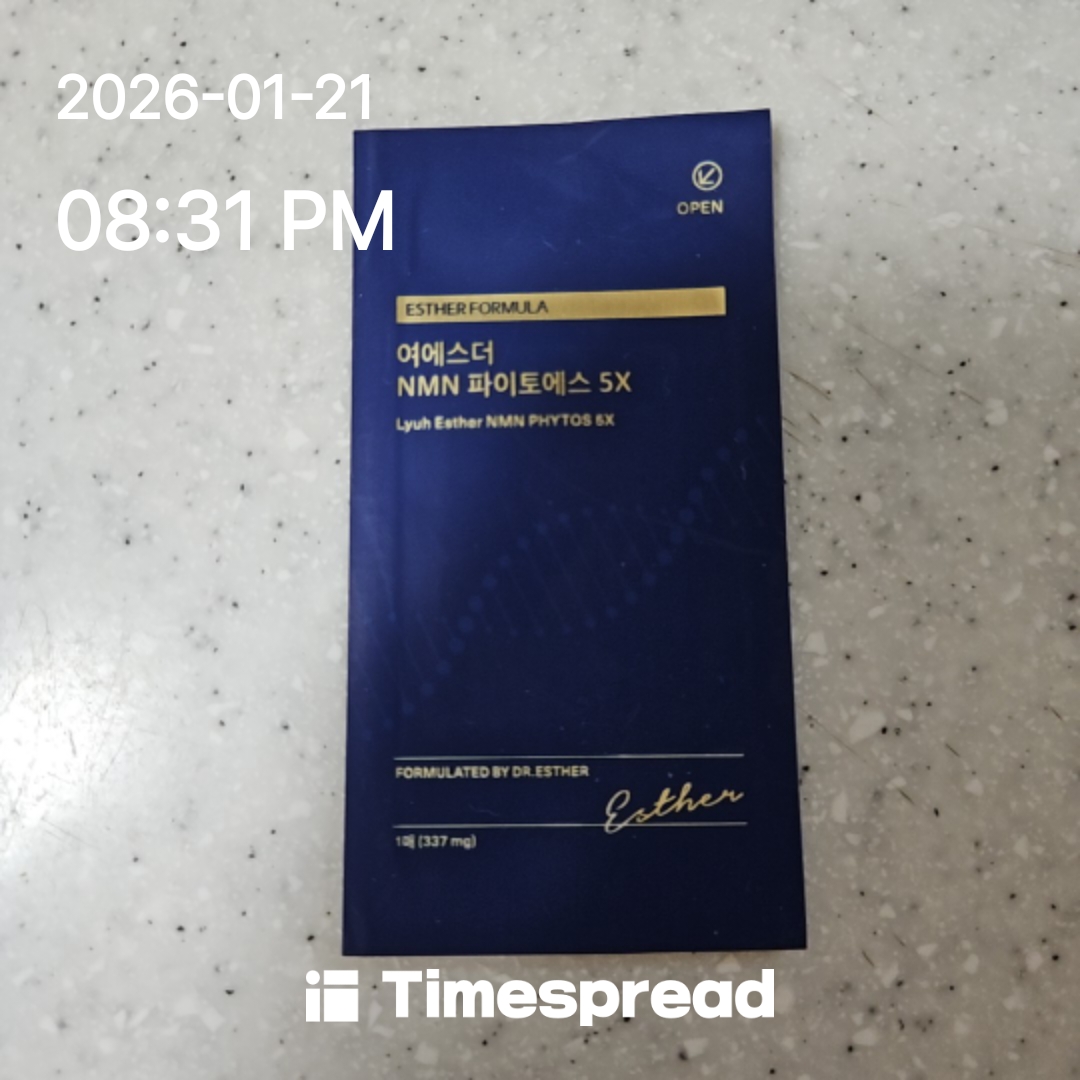 2026-01-21
08:31 PM
OPEN
ESTHER FORMULA
여에스더
NMN 파이토에스 5X
Lyuh Esther NMN PHYTOS 5X
FORMULATED BY DR.ESTHER
Esther
1매 (337 mg)
Timespread